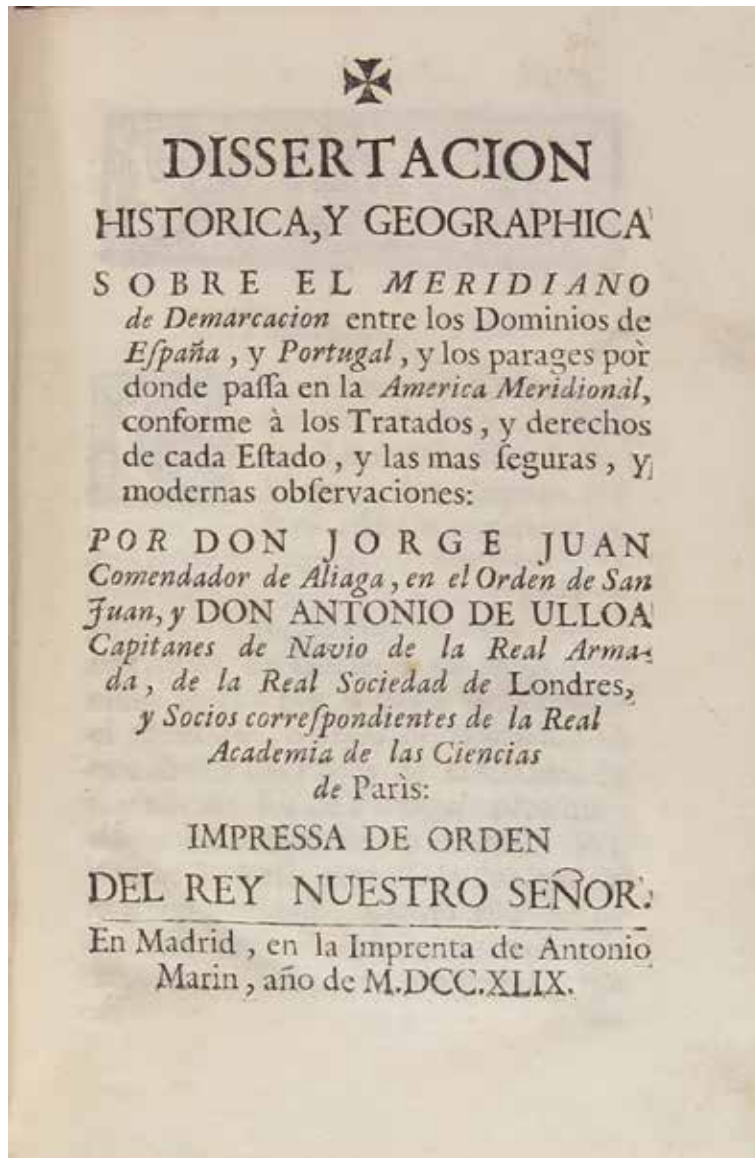 DISSERTACION
HISTORICA, Y GEOGRAPHICA
SOBRE EL MERIDIANO
de Demarcacion entre los Dominios de
Eſpaña, y Portugal, y los parages por
donde paſſa en la America Meridional,
conforme à los Tratados, y derechos
de cada Eſtado, y las mas ſeguras, y
modernas obſervaciones:
POR DON JORGE JUAN
Comendador de Aliaga, en el Orden de San
Juan, y DON ANTONIO DE ULLOA
Capitanes de Navio de la Real Arma-
da, de la Real Sociedad de Londres,
y Socios correſpondientes de la Real
Academia de las Ciencias
de Parìs:
IMPRESSA DE ORDEN
DEL REY NUESTRO SEÑOR.
En Madrid, en la Imprenta de Antonio
Marin, año de M.DCC.XLIX.